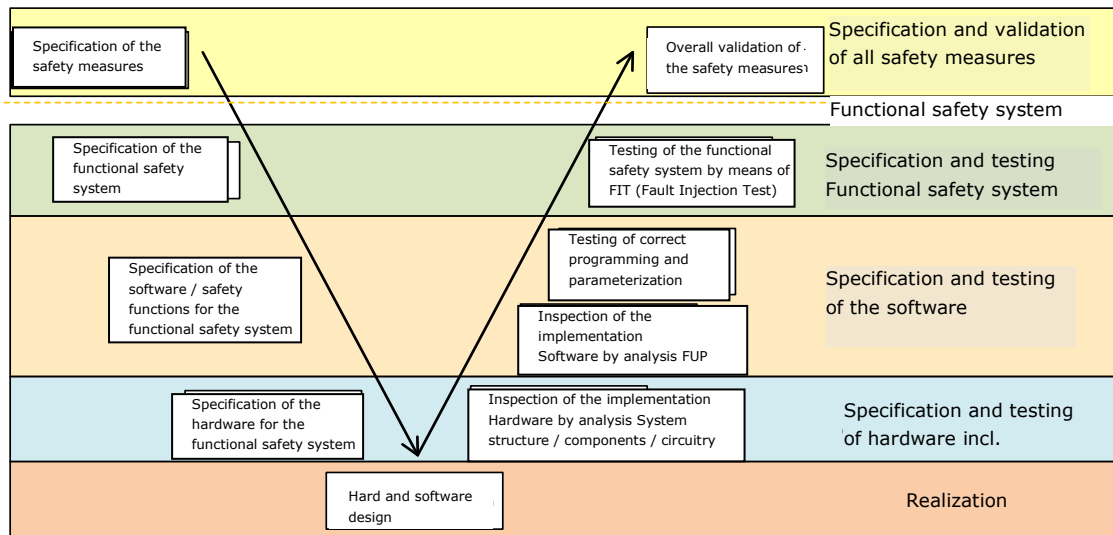 Specification of the
safety measures
Overall validation of
the safety measures
Specification and validation
of all safety measures
Functional safety system
Specification of the
functional safety
system
Testing of the functional
safety system by means of
FIT (Fault Injection Test)
Specification and testing
Functional safety system
Testing of correct
programming and
parameterization
Specification of the
software / safety
functions for the
functional safety system
Inspection of the
implementation
Software by analysis FUP
Specification and testing
of the software
Specification of the
hardware for the
functional safety system
Inspection of the implementation
Hardware by analysis System
structure / components / circuitry
Specification and testing
of hardware incl.
Hard and software
design
Realization